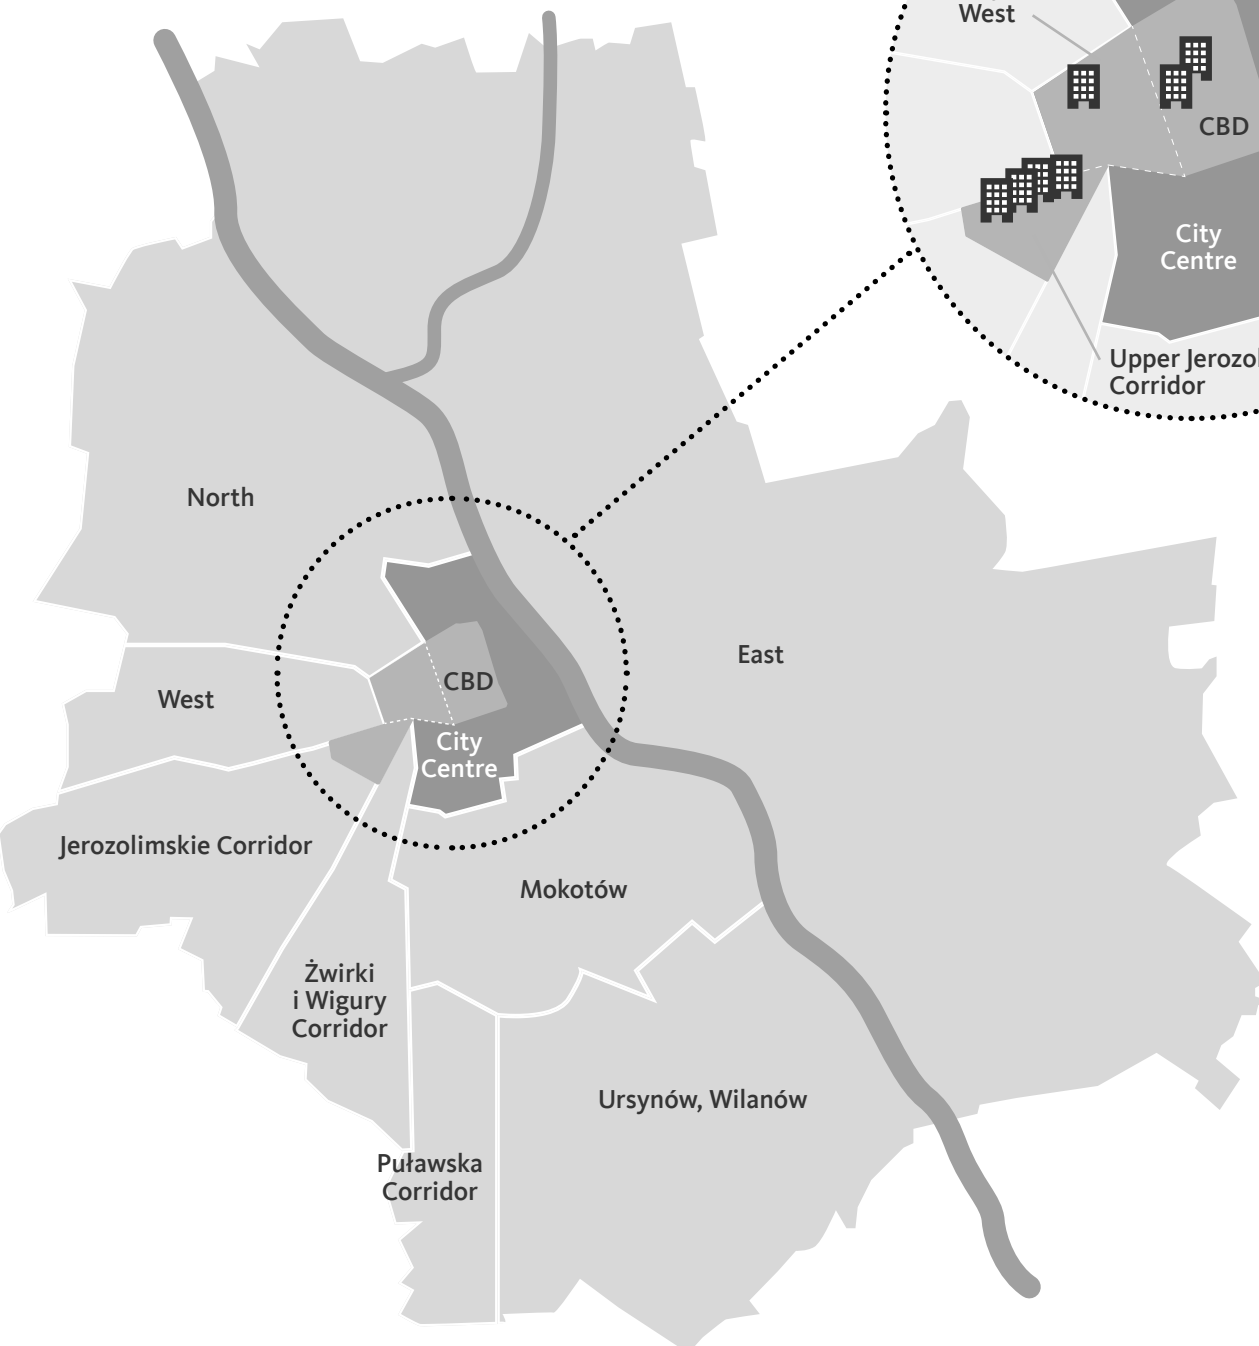 West
CBD
City
Centre
Upper Jerozol
Corridor
North
East
CBD
West
City
Centre
Jerozolimskie Corridor
Mokotów
Żwirki
i Wigury
Corridor
Ursynów, Wilanów
Puławska
Corridor